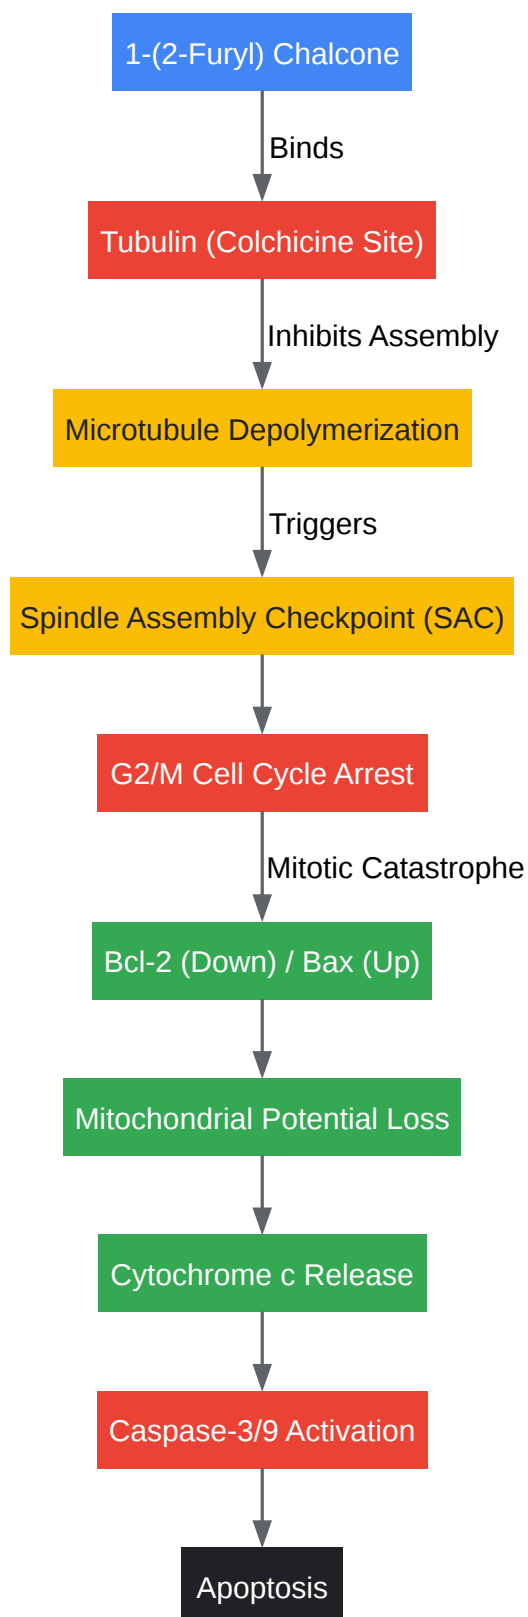 1-(2-Furyl) Chalcone
Binds
Tubulin (Colchicine Site)
Inhibits Assembly
Microtubule Depolymerization
Triggers
Spindle Assembly Checkpoint (SAC)
G2/M Cell Cycle Arrest
Mitotic Catastrophe
Bcl-2 (Down) / Bax (Up)
Mitochondrial Potential Loss
Cytochrome c Release
Caspase-3/9 Activation
Apoptosis